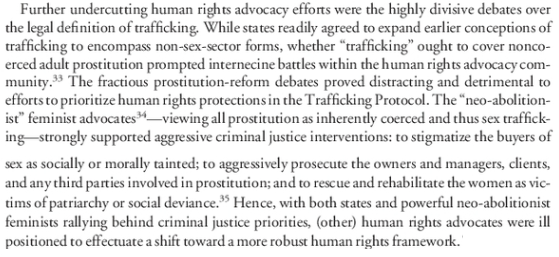 Further undercutting human rights advocacy efforts were the highly divisive debates over
the legal definition of trafficking. While states readily agreed to expand earlier conceptions of
trafficking to encompass non-sex-sector forms, whether “trafficking” ought to cover nonco-
erced adult prostitution prompted internecine battles within the human rights advocacy com-
munity.³³ The fractious prostitution-reform debates proved distracting and detrimental to
efforts to prioritize human rights protections in the Trafficking Protocol. The “neo-abolition-
ist” feminist advocates³⁴—viewing all prostitution as inherently coerced and thus sex traffick-
ing—strongly supported aggressive criminal justice interventions: to stigmatize the buyers of
sex as socially or morally tainted; to aggressively prosecute the owners and managers, clients,
and any third parties involved in prostitution; and to rescue and rehabilitate the women as vic-
tims of patriarchy or social deviance.³⁵ Hence, with both states and powerful neo-abolitionist
feminists rallying behind criminal justice priorities, (other) human rights advocates were ill
positioned to effectuate a shift toward a more robust human rights framework.